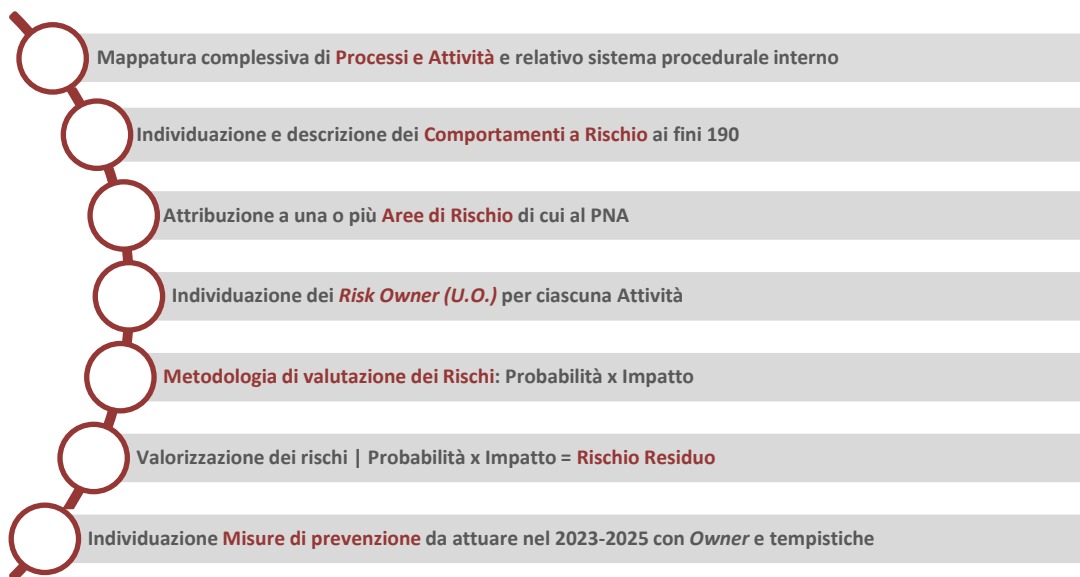 Mappatura complessiva di Processi e Attività e relativo sistema procedurale interno
Individuazione e descrizione dei Comportamenti a Rischio ai fini 190
Attribuzione a una o più Aree di Rischio di cui al PNA
Individuazione dei Risk Owner (U.O.) per ciascuna Attività
Metodologia di valutazione dei Rischi: Probabilità x Impatto
Valorizzazione dei rischi | Probabilità x Impatto = Rischio Residuo
Individuazione Misure di prevenzione da attuare nel 2023-2025 con Owner e tempistiche